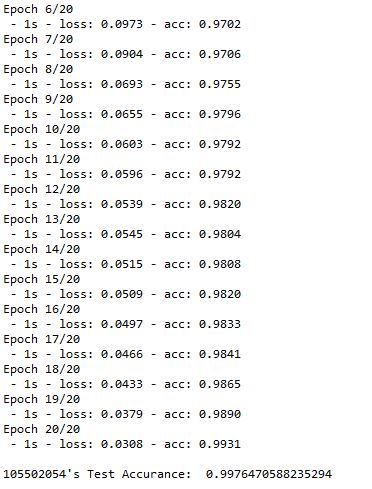 Epoch 6/20
- 1s - loss: 0.0973 - acc: 0.9702
Epoch 7/20
- 1s - loss: 0.0904 - acc: 0.9706
Epoch 8/20
- 1s - loss: 0.0693 - acc: 0.9755
Epoch 9/20
- 1s - loss: 0.0655 - acc: 0.9796
Epoch 10/20
- 1s - loss: 0.0603 - acc: 0.9792
Epoch 11/20
- 1s - loss: 0.0596 - acc: 0.9792
Epoch 12/20
- 1s - loss: 0.0539 - acc: 0.9820
Epoch 13/20
- 1s - loss: 0.0545 - acc: 0.9804
Epoch 14/20
- 1s - loss: 0.0515 - acc: 0.9808
Epoch 15/20
- 1s - loss: 0.0509 - acc: 0.9820
Epoch 16/20
- 1s - loss: 0.0497 - acc: 0.9833
Epoch 17/20
- 1s - loss: 0.0466 - acc: 0.9841
Epoch 18/20
- 1s - loss: 0.0433 - acc: 0.9865
Epoch 19/20
- 1s - loss: 0.0379 - acc: 0.9890
Epoch 20/20
- 1s - loss: 0.0308 - acc: 0.9931
105502054's Test Accurance:  0.9976470588235294